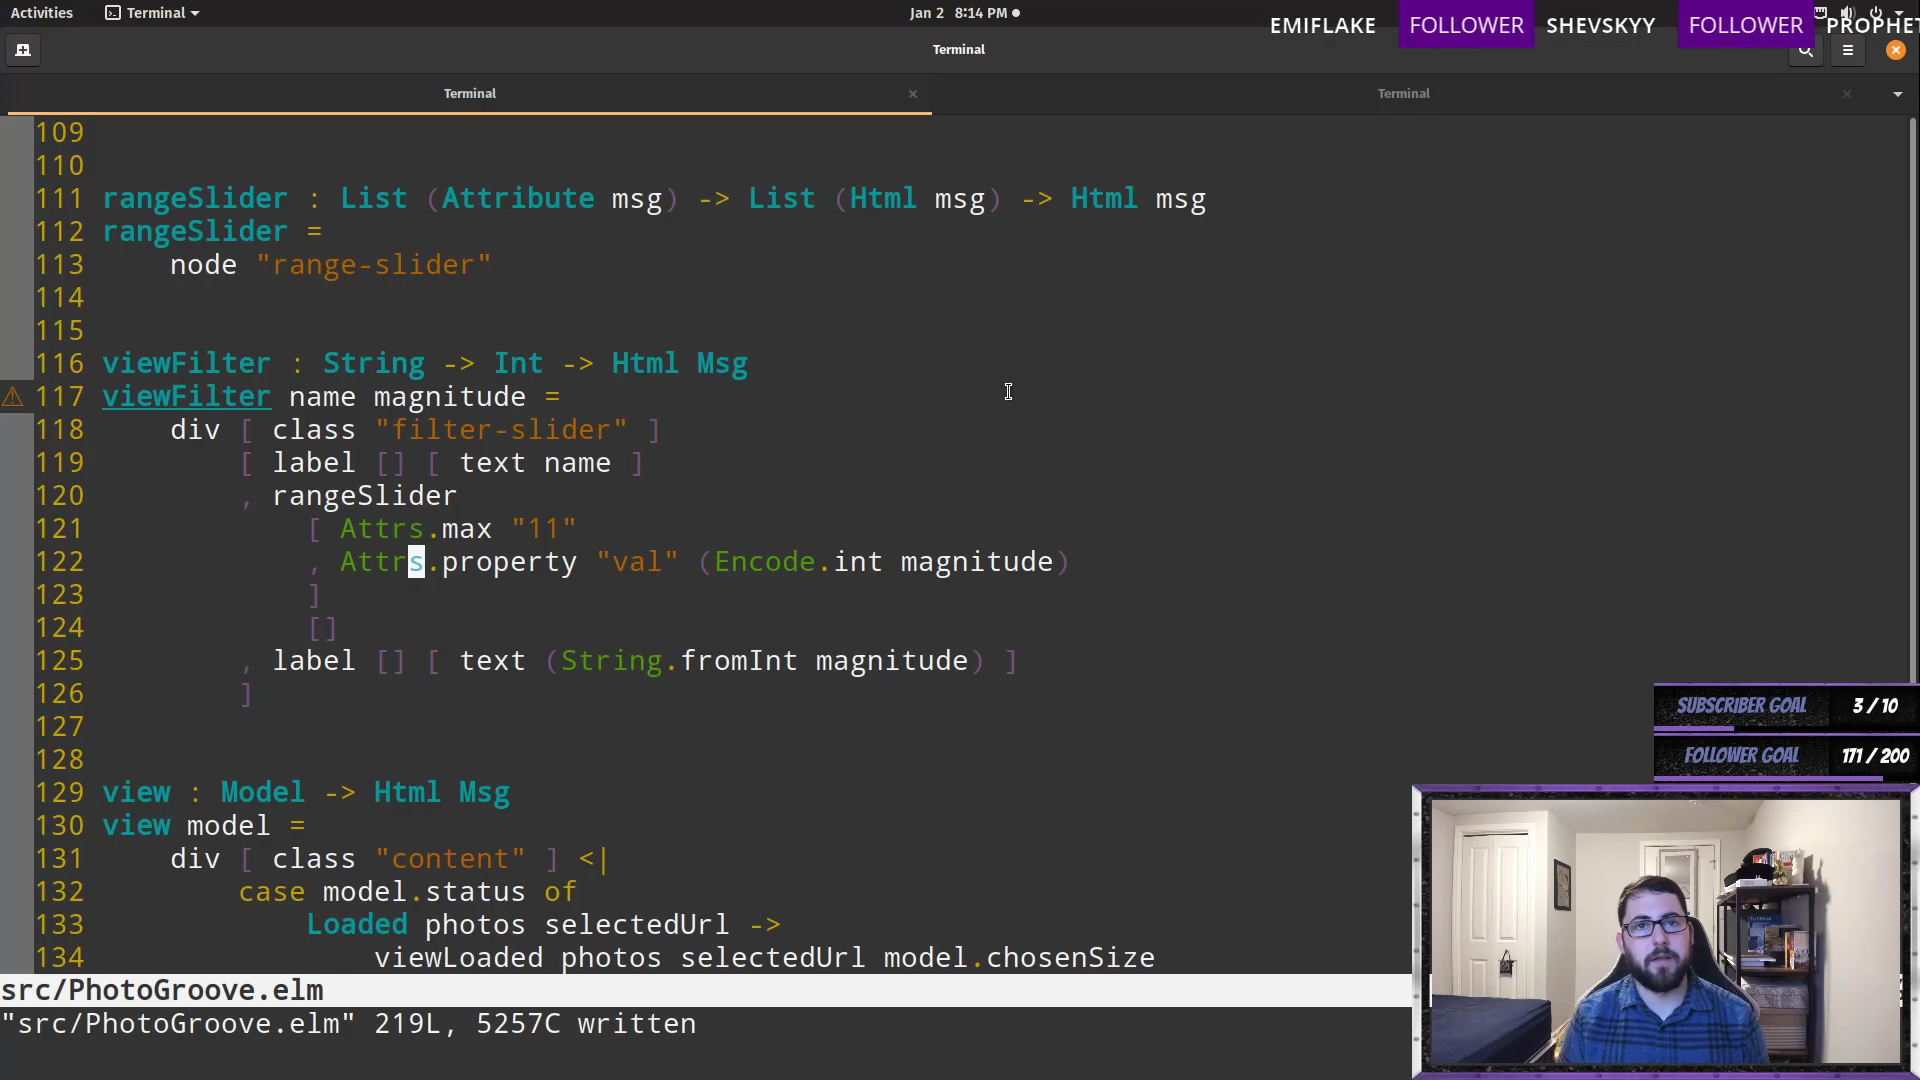 Activities
Terminal
Jan 2 8:14 PM
EMIFLAKE FOLLOWER SHEVSKYY FOLLOWER PROPHET
Terminal
Terminal
Terminal
109
110
111 rangeSlider : List (Attribute msg) -> List (Html msg) -> Html msg
112 rangeSlider =
113     node "range-slider"
114
115
116 viewFilter : String -> Int -> Html Msg
117 viewFilter name magnitude =
118     div [ class "filter-slider" ]
119         [ label [] [ text name ]
120         , rangeSlider
121             [ Attrs.max "11"
122             , Attrs.property "val" (Encode.int magnitude)
123             ]
124             []
125         , label [] [ text (String.fromInt magnitude) ]
126         ]
127
128
129 view : Model -> Html Msg
130 view model =
131     div [ class "content" ] <|
132         case model.status of
133             Loaded photos selectedUrl ->
134                 viewLoaded photos selectedUrl model.chosenSize
SUBSCRIBER GOAL 3 / 10
FOLLOWER GOAL 171 / 200
src/PhotoGroove.elm
"src/PhotoGroove.elm" 219L, 5257C written